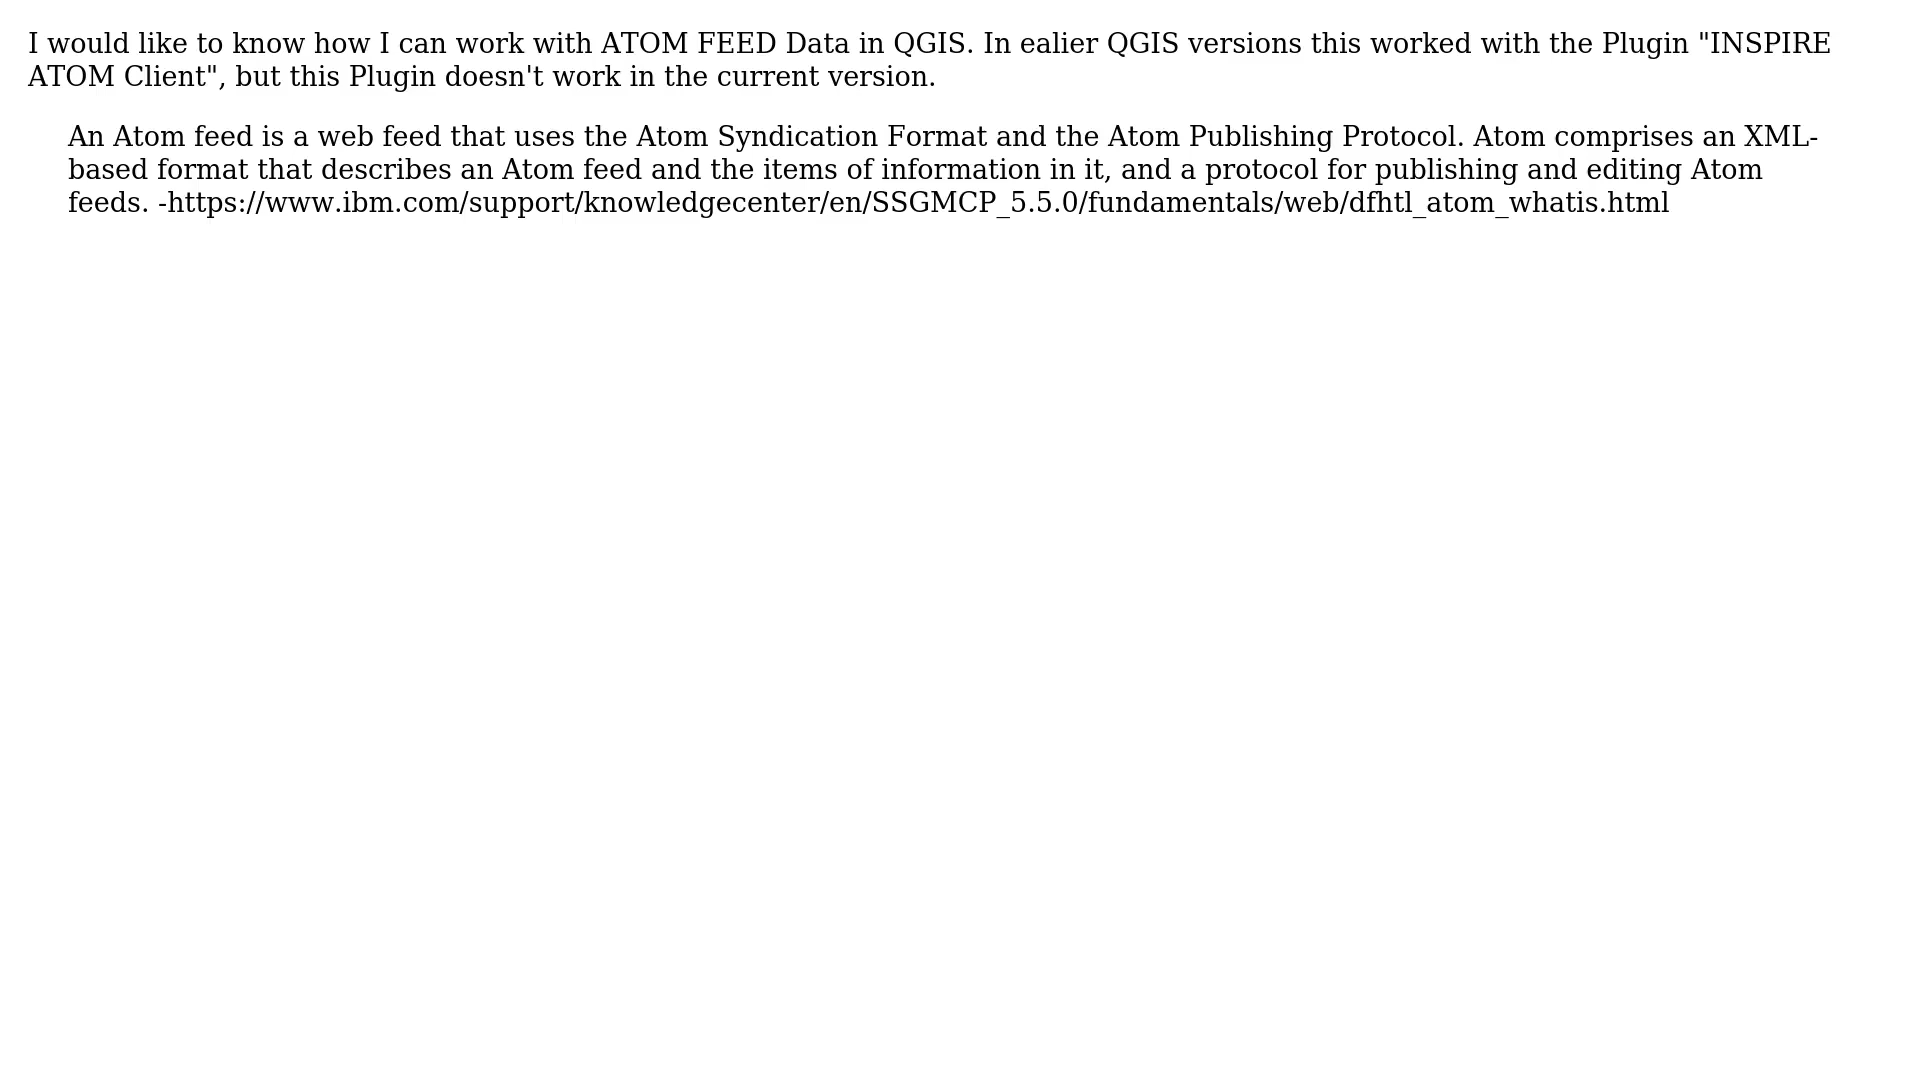 I would like to know how I can work with ATOM FEED Data in QGIS. In ealier QGIS versions this worked with the Plugin "INSPIRE
ATOM Client", but this Plugin doesn't work in the current version.
An Atom feed is a web feed that uses the Atom Syndication Format and the Atom Publishing Protocol. Atom comprises an XML-
based format that describes an Atom feed and the items of information in it, and a protocol for publishing and editing Atom
feeds. -https://www.ibm.com/support/knowledgecenter/en/SSGMCP_5.5.0/fundamentals/web/dfhtl_atom_whatis.html